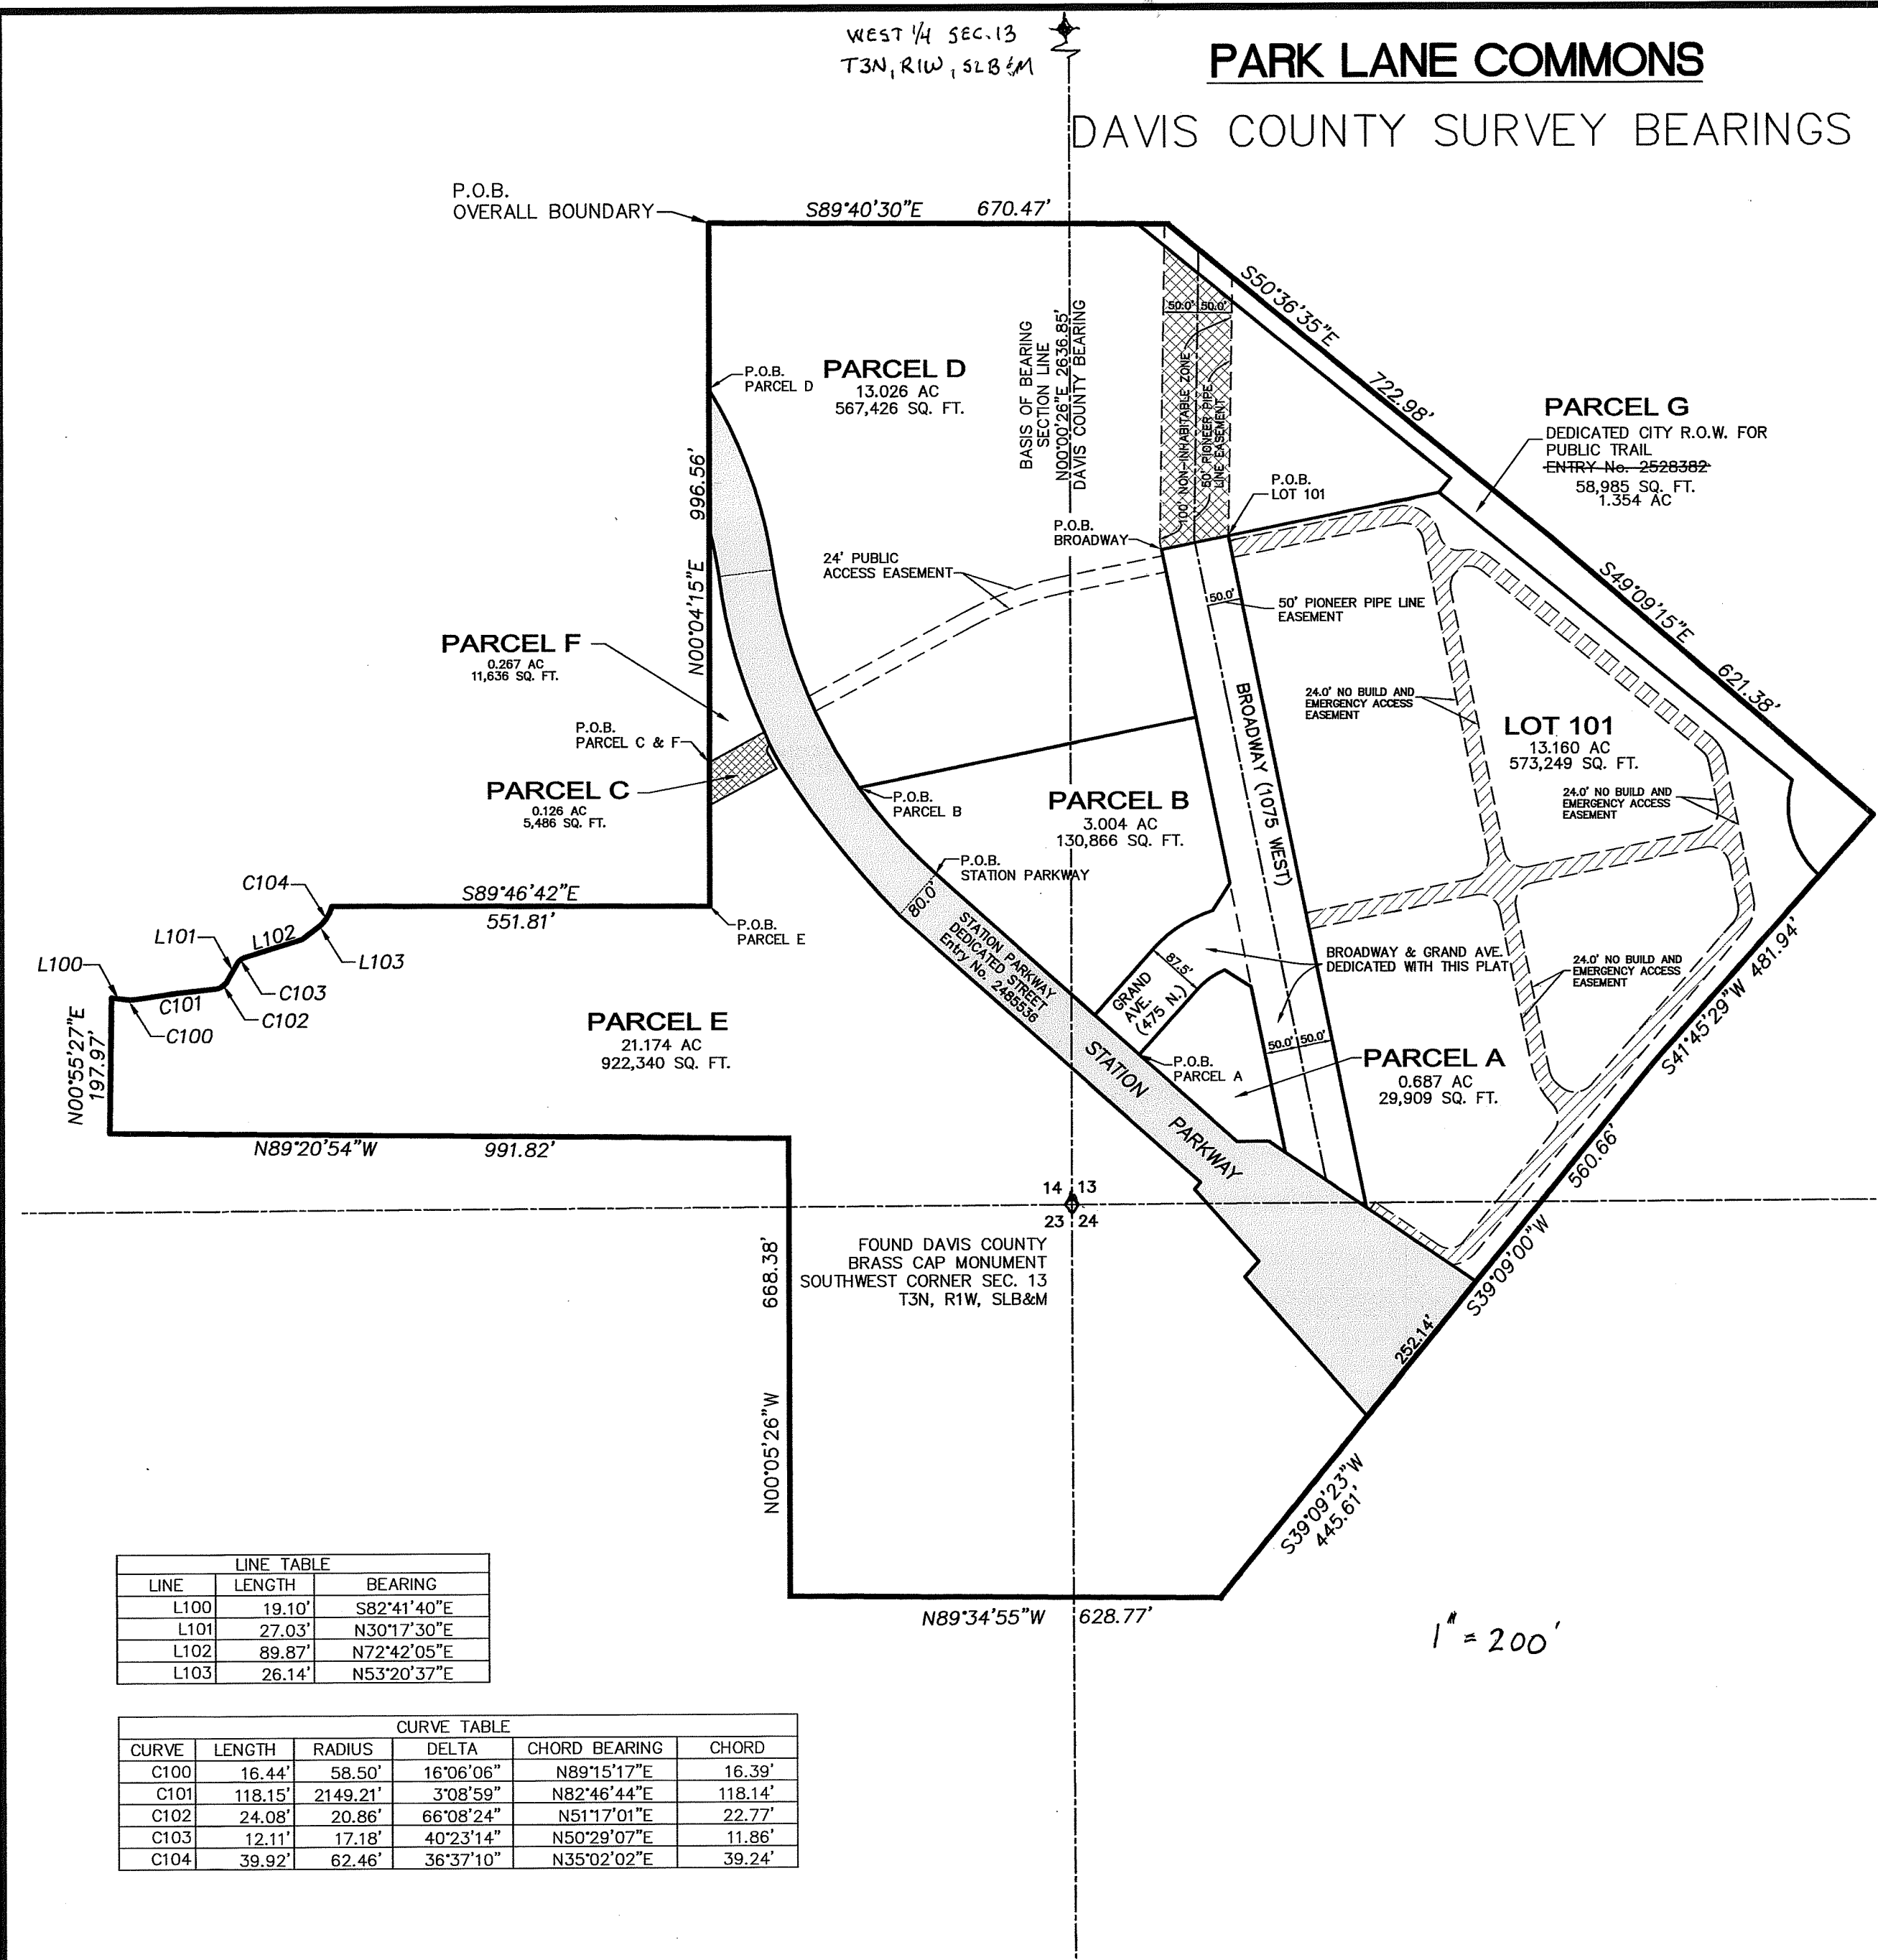 WEST 1/4 SEC.13
T3N, R1W, SLB&M
PARK LANE COMMONS
DAVIS COUNTY SURVEY BEARINGS
P.O.B.
OVERALL BOUNDARY
S89°40'30"E 670.47'
S50°36'35"E
722.98'
50.0' 50.0'
100' NON-INHABITABLE ZONE
50' PIONEER PIPE
LINE EASEMENT
BASIS OF BEARING
SECTION LINE
N00°00'26"E 2636.85'
DAVIS COUNTY BEARING
P.O.B.
PARCEL D
PARCEL D
13.026 AC
567,426 SQ. FT.
PARCEL G
DEDICATED CITY R.O.W. FOR
PUBLIC TRAIL
ENTRY No. 2528382
58,985 SQ. FT.
1.354 AC
N00°04'15"E 996.56'
P.O.B.
LOT 101
P.O.B.
BROADWAY
24' PUBLIC
ACCESS EASEMENT
50.0'
50' PIONEER PIPE LINE
EASEMENT
S49°09'15"E
621.38'
PARCEL F
0.267 AC
11,636 SQ. FT.
24.0' NO BUILD AND
EMERGENCY ACCESS
EASEMENT
LOT 101
13.160 AC
573,249 SQ. FT.
P.O.B.
PARCEL C & F
PARCEL C
0.126 AC
5,486 SQ. FT.
P.O.B.
PARCEL B
PARCEL B
3.004 AC
130,866 SQ. FT.
BROADWAY (1075 WEST)
24.0' NO BUILD AND
EMERGENCY ACCESS
EASEMENT
P.O.B.
STATION PARKWAY
80.0'
STATION PARKWAY
DEDICATED STREET
Entry No. 2485536
C104
S89°46'42"E
551.81'
P.O.B.
PARCEL E
L101
L102
L103
L100
C101
C103
C102
C100
N00°55'27"E
197.97'
PARCEL E
21.174 AC
922,340 SQ. FT.
87.5'
GRAND
AVE.
(475 N.)
BROADWAY & GRAND AVE.
DEDICATED WITH THIS PLAT
24.0' NO BUILD AND
EMERGENCY ACCESS
EASEMENT
S41°45'29"W 481.94'
50.0' 50.0'
P.O.B.
PARCEL A
PARCEL A
0.687 AC
29,909 SQ. FT.
STATION PARKWAY
560.66'
S39°09'00"W
N89°20'54"W 991.82'
14 13
23 24
FOUND DAVIS COUNTY
BRASS CAP MONUMENT
SOUTHWEST CORNER SEC. 13
T3N, R1W, SLB&M
252.14'
N00°05'26"W 668.38'
S39°09'23"W
445.61'
N89°34'55"W 628.77'
1" = 200'
LINE TABLE
LINE LENGTH BEARING
L100 19.10' S82°41'40"E
L101 27.03' N30°17'30"E
L102 89.87' N72°42'05"E
L103 26.14' N53°20'37"E
CURVE TABLE
CURVE LENGTH RADIUS DELTA CHORD BEARING CHORD
C100 16.44' 58.50' 16°06'06" N89°15'17"E 16.39'
C101 118.15' 2149.21' 3°08'59" N82°46'44"E 118.14'
C102 24.08' 20.86' 66°08'24" N51°17'01"E 22.77'
C103 12.11' 17.18' 40°23'14" N50°29'07"E 11.86'
C104 39.92' 62.46' 36°37'10" N35°02'02"E 39.24'